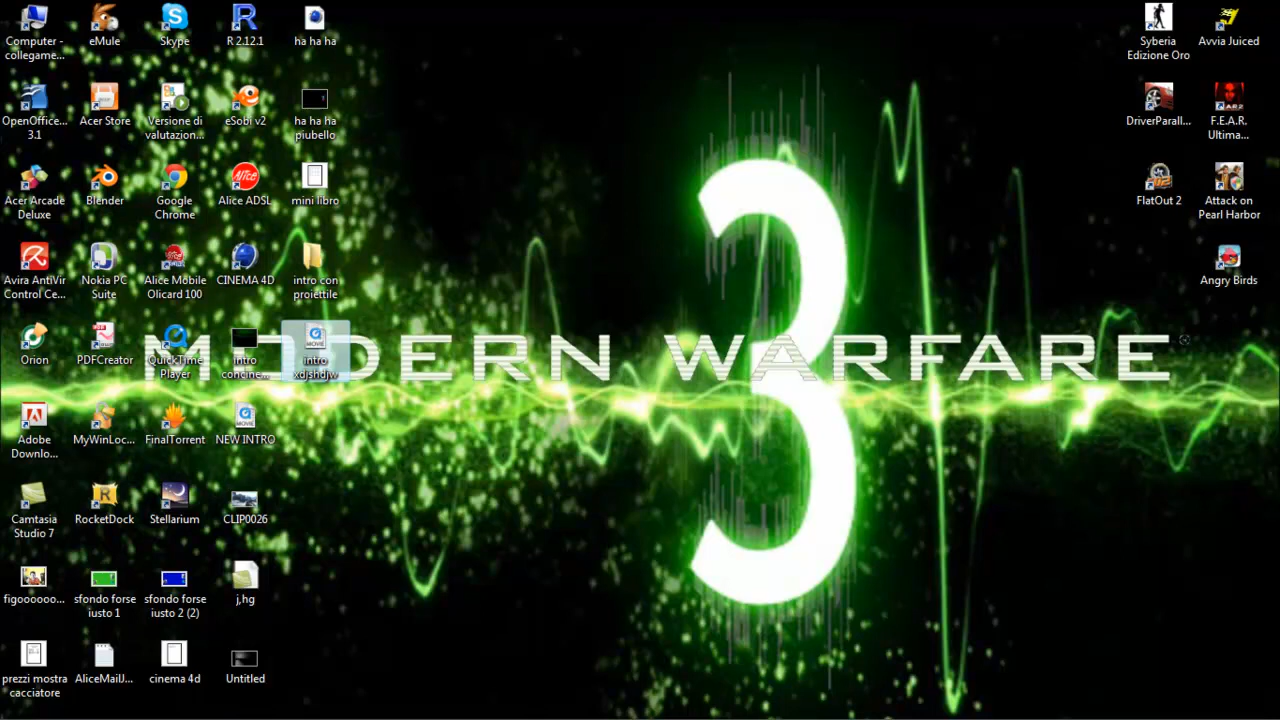 Computer -
collegame...
eMule
Skype
R 2.12.1
ha ha ha
Syberia
Edizione Oro
Avvia Juiced
OpenOffice...
3.1
Acer Store
Versione di
valutazion...
eSobi v2
ha ha ha
piubello
DriverParall...
F.E.A.R.
Ultima...
Acer Arcade
Deluxe
Blender
Google
Chrome
Alice ADSL
mini libro
FlatOut 2
Attack on
Pearl Harbor
Avira AntiVir
Control Ce...
Nokia PC
Suite
Alice Mobile
Olicard 100
CINEMA 4D
intro con
proiettile
Angry Birds
Orion
PDFCreator
QuickTime
Player
intro
concine...
intro
xdjshdjw
MODERN WARFARE
3
Adobe
Downlo...
MyWinLoc...
FinalTorrent
NEW INTRO
Camtasia
Studio 7
RocketDock
Stellarium
CLIP0026
figoooooo...
sfondo forse
iusto 1
sfondo forse
iusto 2 (2)
j,hg
prezzi mostra
cacciatore
AliceMailJ...
cinema 4d
Untitled